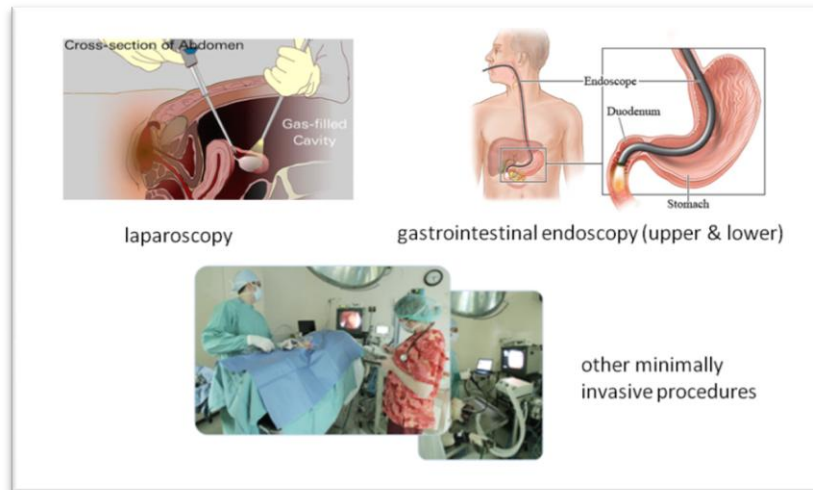 Cross-section of Abdomen
Gas-filled
Cavity
Endoscope
Duodenum
Stomach
laparoscopy
gastrointestinal endoscopy (upper & lower)
other minimally
invasive procedures